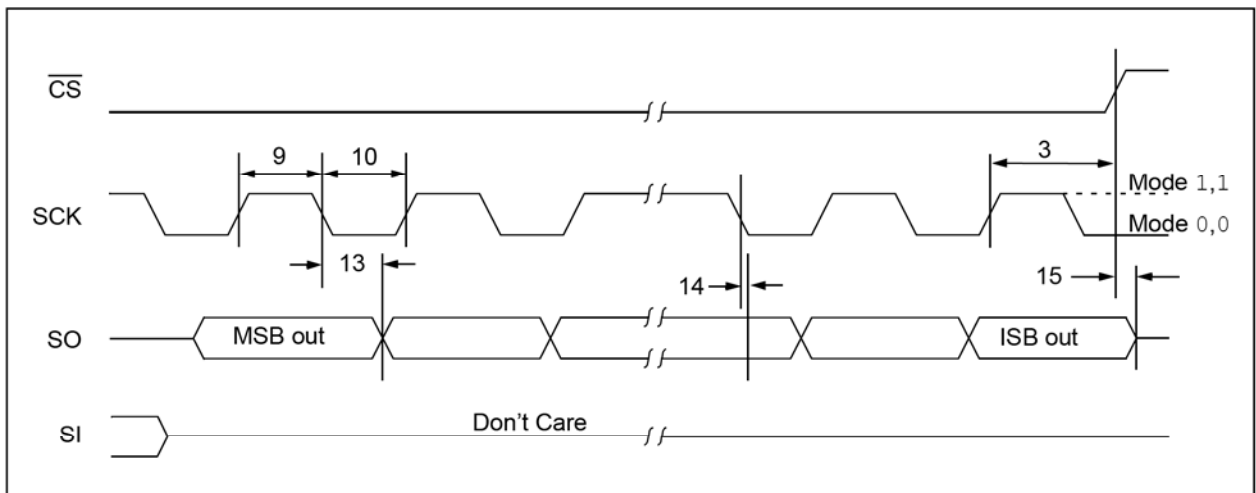 CS
9
10
3
SCK
Mode 1,1
Mode 0,0
13
14
15
SO
MSB out
ISB out
SI
Don't Care